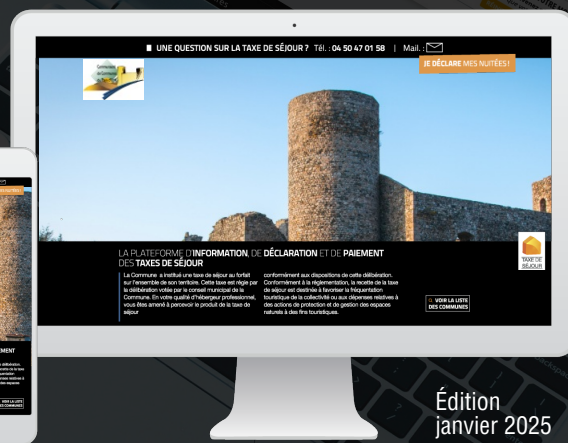 UNE QUESTION SUR LA TAXE DE SÉJOUR ? Tél. : 04 50 47 01 58 | Mail. :
JE DÉCLARE MES NUITÉES !
LA PLATEFORME D'INFORMATION, DE DÉCLARATION ET DE PAIEMENT
DES TAXES DE SÉJOUR
La Commune a institué une taxe de séjour au forfait
sur l'ensemble de son territoire. Cette taxe est régie par
la délibération votée par le conseil municipal de la
Commune. En votre qualité d'hébergeur professionnel,
vous êtes amené à percevoir le produit de la taxe de
séjour
conformément aux dispositions de cette délibération.
Conformément à la réglementation, la recette de la taxe
de séjour est destinée à favoriser la fréquentation
touristique de la collectivité ou aux dépenses relatives à
des actions de protection et de gestion des espaces
naturels à des fins touristiques.
TAXE DE
SÉJOUR
VOIR LA LISTE
DES COMMUNES
Édition
janvier 2025